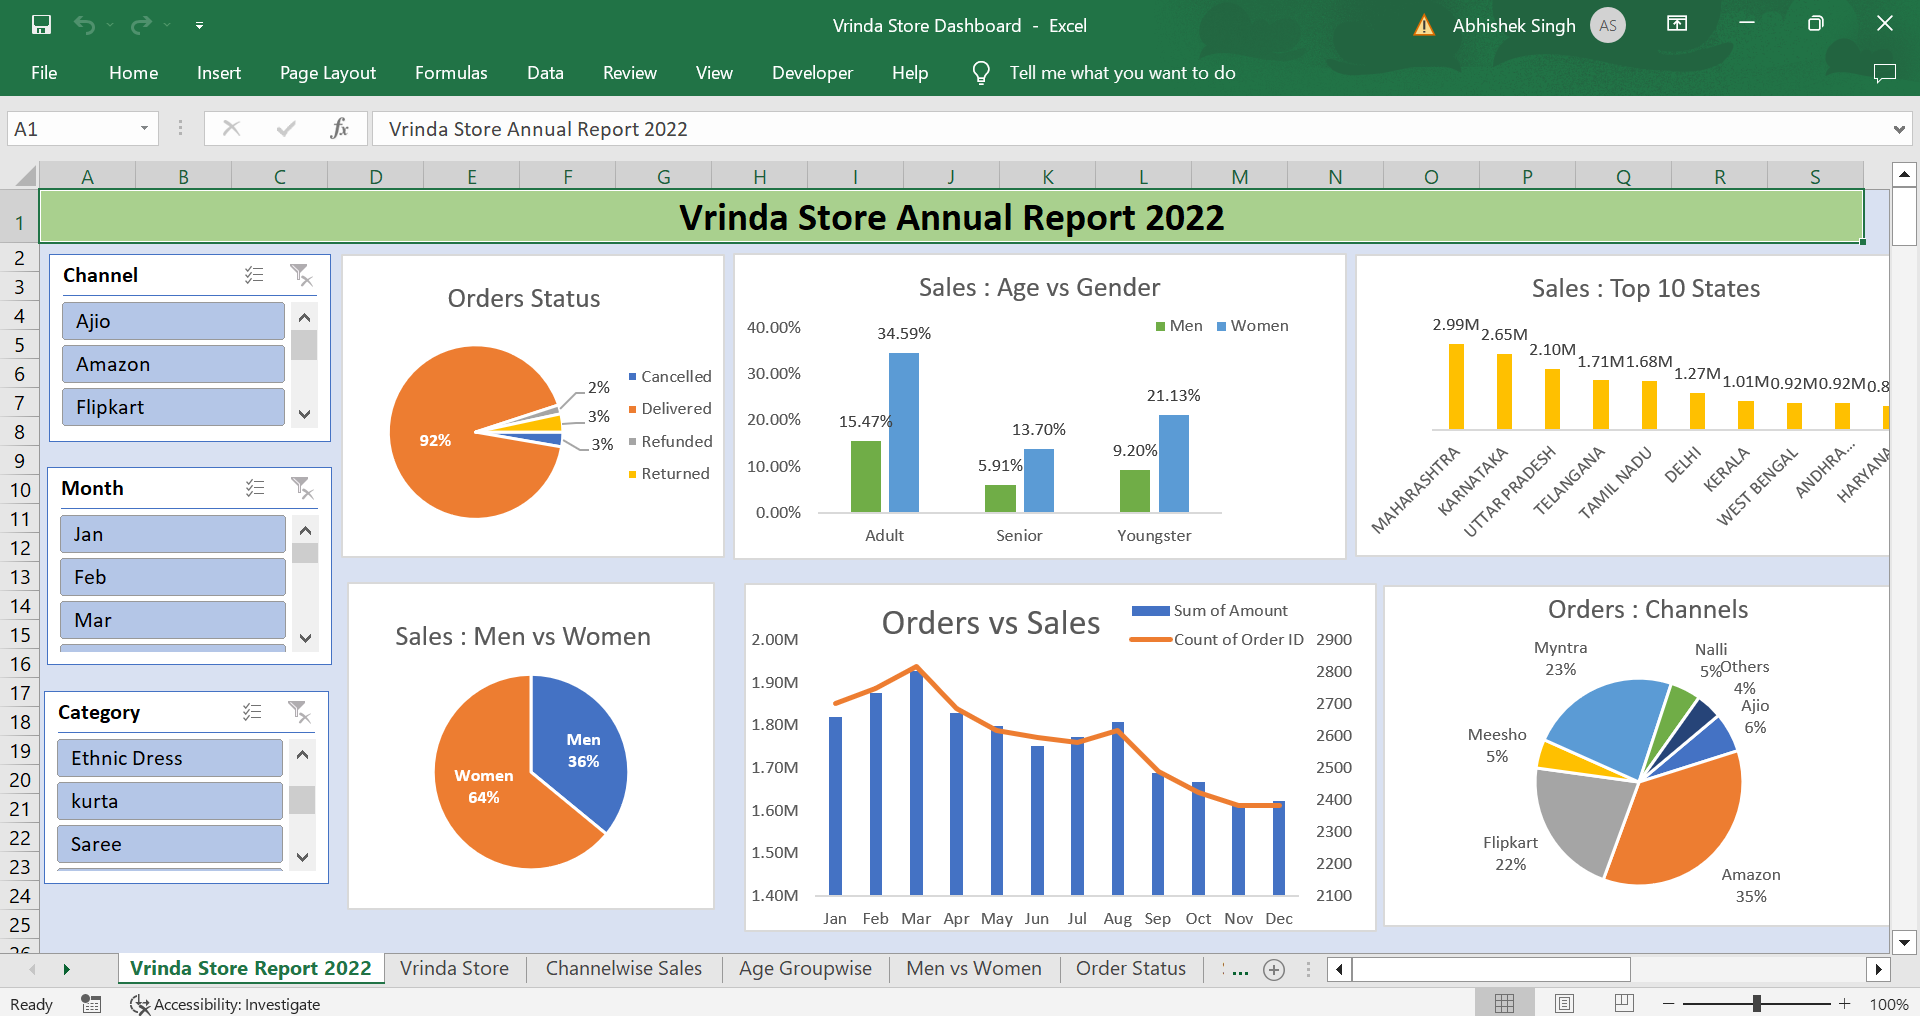 Vrinda Store Dashboard - Excel
Abhishek Singh AS
File Home Insert Page Layout Formulas Data Review View Developer Help Tell me what you want to do
A1 fx Vrinda Store Annual Report 2022
A B C D E F G H I J K L M N O P Q R S
1
2
3
4
5
6
7
8
9
10
11
12
13
14
15
16
17
18
19
20
21
22
23
24
25
Vrinda Store Annual Report 2022
Channel
Ajio
Amazon
Flipkart
Month
Jan
Feb
Mar
Category
Ethnic Dress
kurta
Saree
Orders Status
92%
2%
3%
3%
Cancelled
Delivered
Refunded
Returned
Sales : Age vs Gender
Men Women
40.00%
30.00%
20.00%
10.00%
0.00%
15.47% 34.59%
5.91% 13.70%
9.20% 21.13%
Adult Senior Youngster
Sales : Top 10 States
2.99M 2.65M 2.10M 1.71M 1.68M 1.27M 1.01M 0.92M 0.92M 0.8
MAHARASHTRA
KARNATAKA
UTTAR PRADESH
TELANGANA
TAMIL NADU
DELHI
KERALA
WEST BENGAL
ANDHRA...
HARYANA
Sales : Men vs Women
Men
36%
Women
64%
Orders vs Sales
Sum of Amount
Count of Order ID
2.00M
1.90M
1.80M
1.70M
1.60M
1.50M
1.40M
2900
2800
2700
2600
2500
2400
2300
2200
2100
Jan Feb Mar Apr May Jun Jul Aug Sep Oct Nov Dec
Orders : Channels
Myntra
23%
Nalli
5%
Others
4%
Ajio
6%
Meesho
5%
Flipkart
22%
Amazon
35%
Vrinda Store Report 2022 Vrinda Store Channelwise Sales Age Groupwise Men vs Women Order Status ...
Ready Accessibility: Investigate 100%